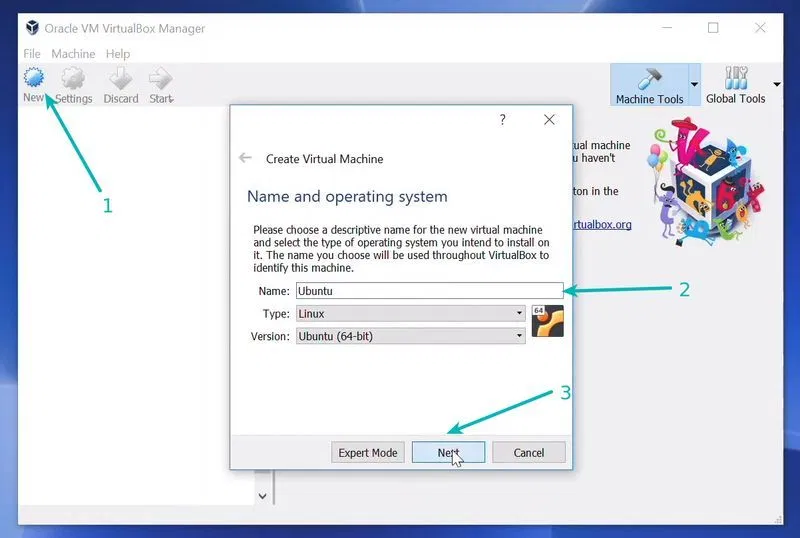 Oracle VM VirtualBox Manager
File Machine Help
New Settings Discard Start
Machine Tools Global Tools
1
?
Create Virtual Machine
Name and operating system
Please choose a descriptive name for the new virtual machine
and select the type of operating system you intend to install on
it. The name you choose will be used throughout VirtualBox to
identify this machine.
Name: Ubuntu
2
Type: Linux
64
Version: Ubuntu (64-bit)
3
Expert Mode Next Cancel
tual machine
u haven't
ton in the
rtualbox.org